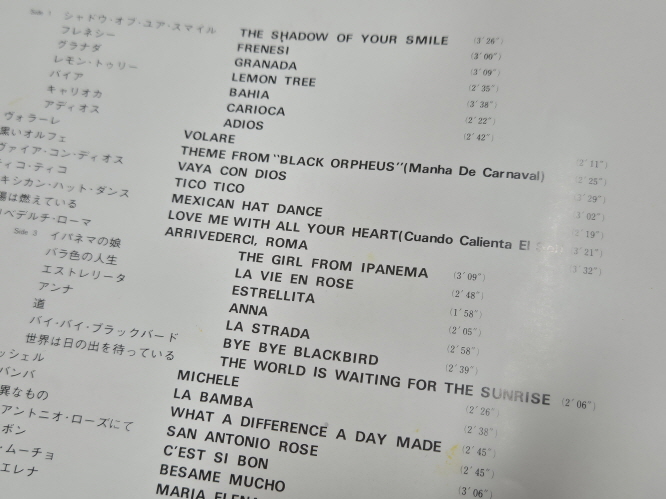 Side 1 シャドウ・オブ・ユア・スマイル THE SHADOW OF YOUR SMILE (3′26″)
フレネシー FRENESI (3′00″)
グラナダ GRANADA (3′09″)
レモン・トゥリー LEMON TREE (2′35″)
バイア BAHIA (3′38″)
キャリオカ CARIOCA (2′22″)
アディオス ADIOS (2′42″)
ヴォラーレ VOLARE (2′11″)
黒いオルフェ THEME FROM "BLACK ORPHEUS"(Manha De Carnaval) (2′25″)
ヴァイア・コン・ディオス VAYA CON DIOS (3′29″)
ティコ・ティコ TICO TICO (3′02″)
キシカン・ハット・ダンス MEXICAN HAT DANCE (2′19″)
は燃えている LOVE ME WITH ALL YOUR HEART(Cuando Calienta El (3′21″)
ベデルチ・ローマ ARRIVEDERCI, ROMA (3′32″)
Side 3 イパネマの娘 THE GIRL FROM IPANEMA (3′09″)
バラ色の人生 LA VIE EN ROSE (2′48″)
エストレリータ ESTRELLITA (1′58″)
アンナ ANNA (2′05″)
道 LA STRADA (2′58″)
バイ・バイ・ブラックバード BYE BYE BLACKBIRD (2′39″)
世界は日の出を待っている THE WORLD IS WAITING FOR THE SUNRISE (2′06″)
ッシェル MICHELE (2′26″)
バンバ LA BAMBA (2′38″)
異なもの WHAT A DIFFERENCE A DAY MADE (2′45″)
アントニオ・ローズにて SAN ANTONIO ROSE (2′45″)
ボン C'EST SI BON (3′06″)
・ムーチョ BESAME MUCHO
エレナ MARIA ELENA